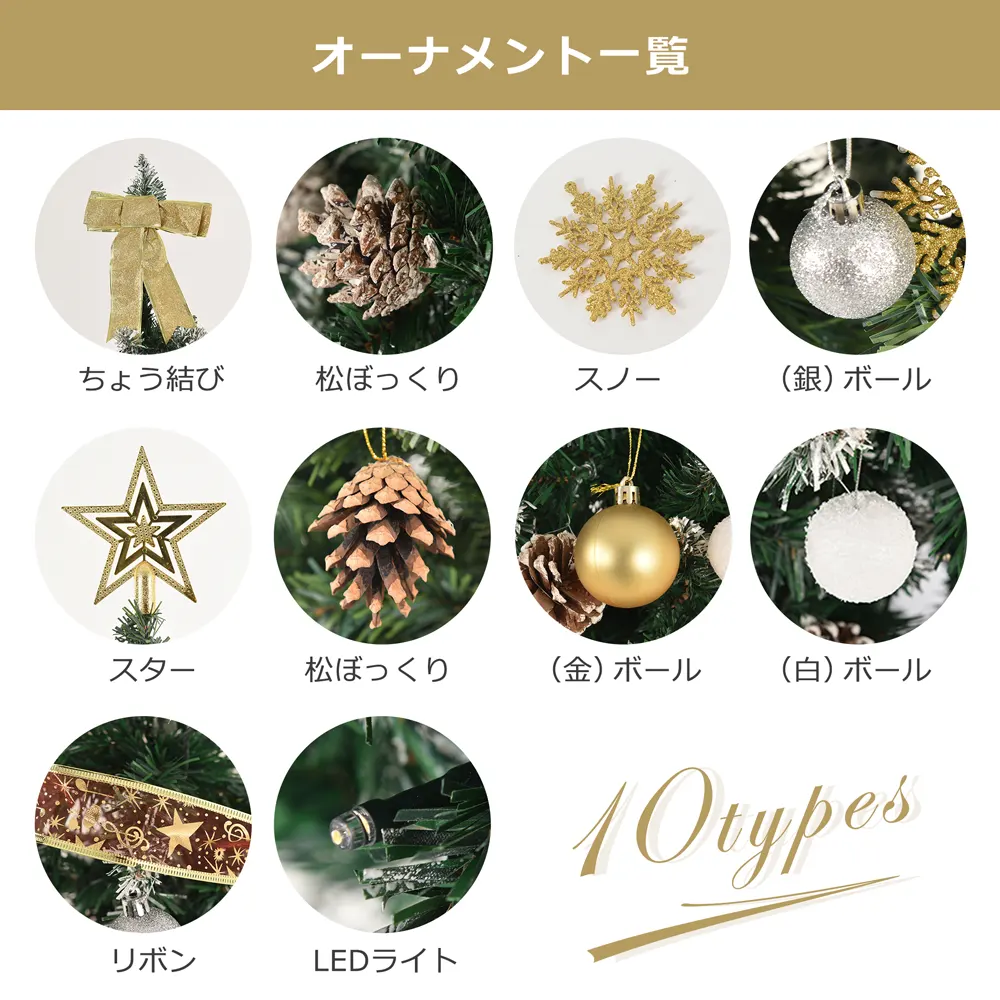 オーナメント一覧
ちょう結び
松ぼっくり
スノー
（銀）ボール
スター
松ぼっくり
（金）ボール
（白）ボール
リボン
LEDライト
10types